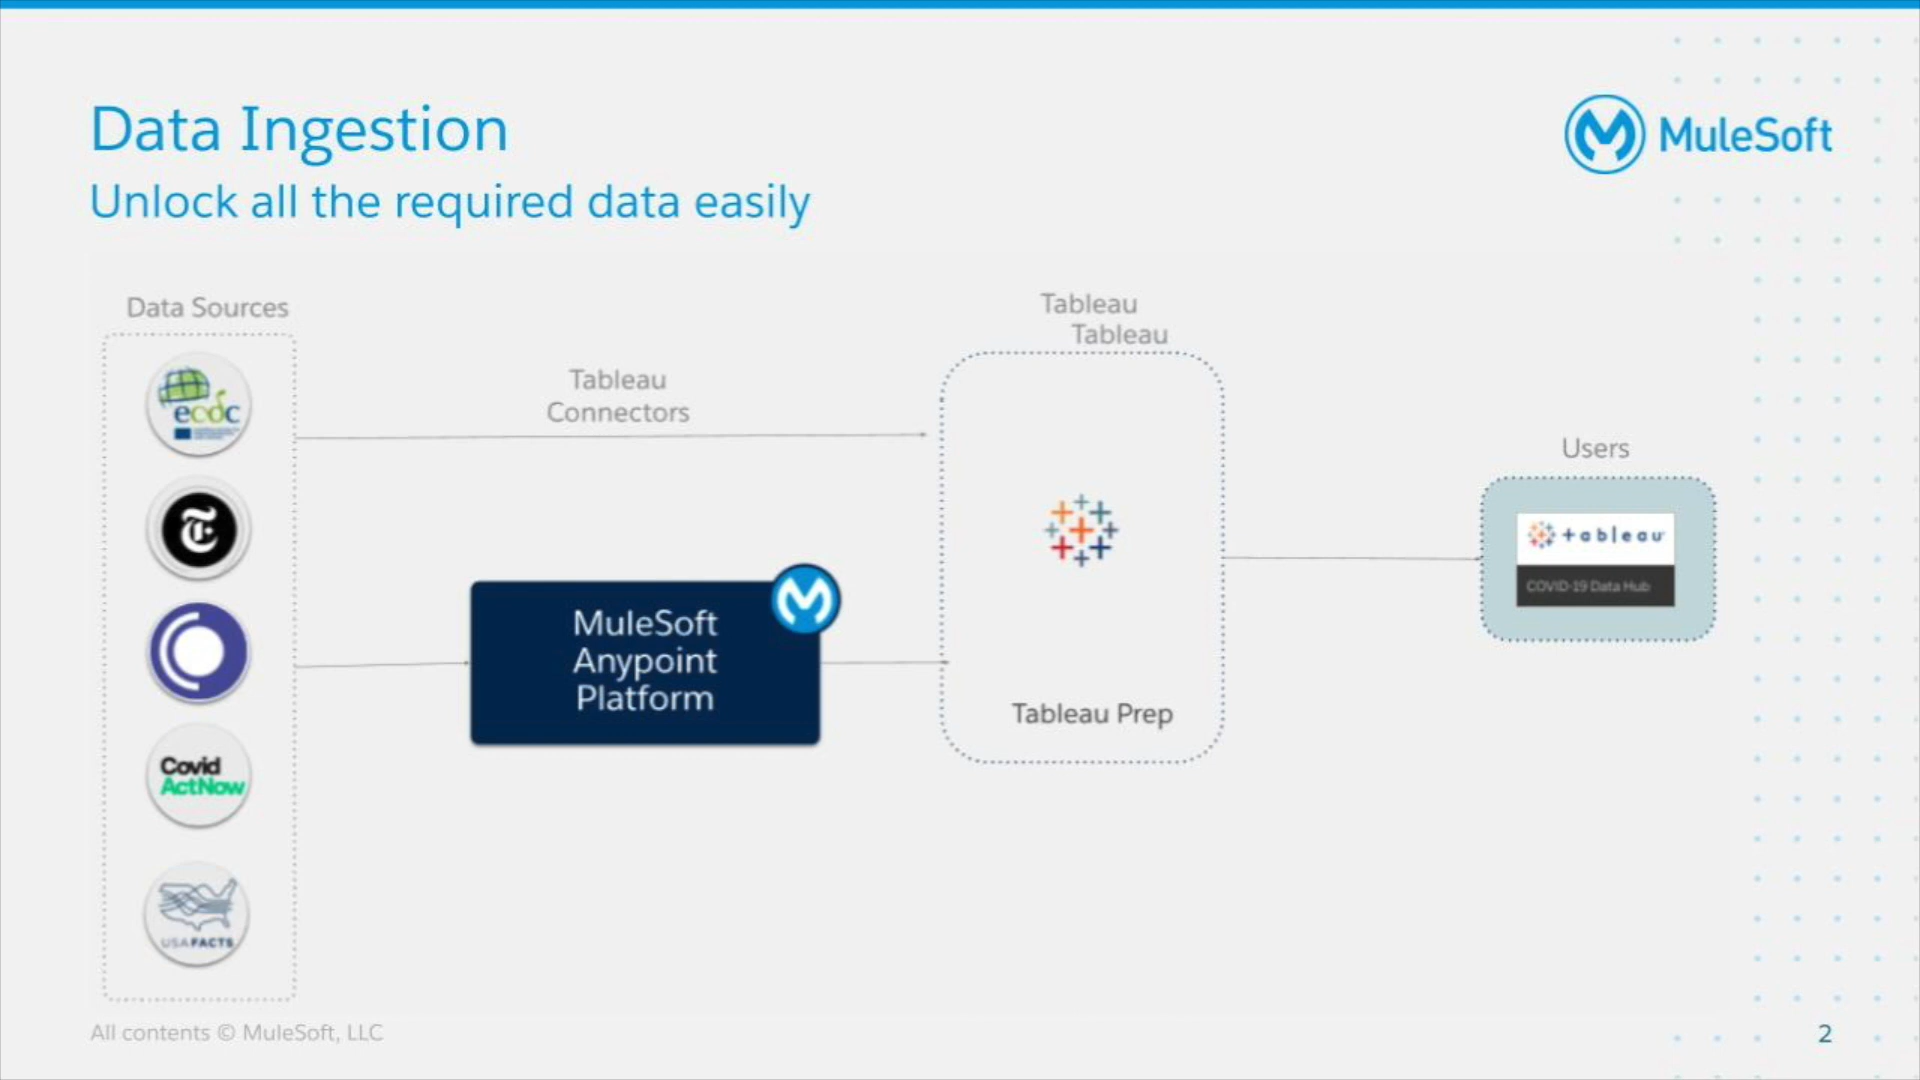 Data Ingestion
Unlock all the required data easily
MuleSoft
Data Sources
ecdc
T
Covid
ActNow
USAFACTS
Tableau
Connectors
MuleSoft
Anypoint
Platform
Tableau
Tableau
Tableau Prep
Users
+ableau
COVID-19 Data Hub
All contents © MuleSoft, LLC
2